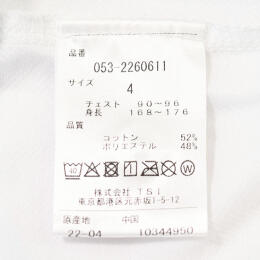 品番
053-2260611
サイズ
4
チェスト 90~96
身長 168~176
品質
コットン 52%
ポリエステル 48%
40
株式会社 TSI
東京都港区元赤坂1-5-12
原産地 中国
22-04 10344950